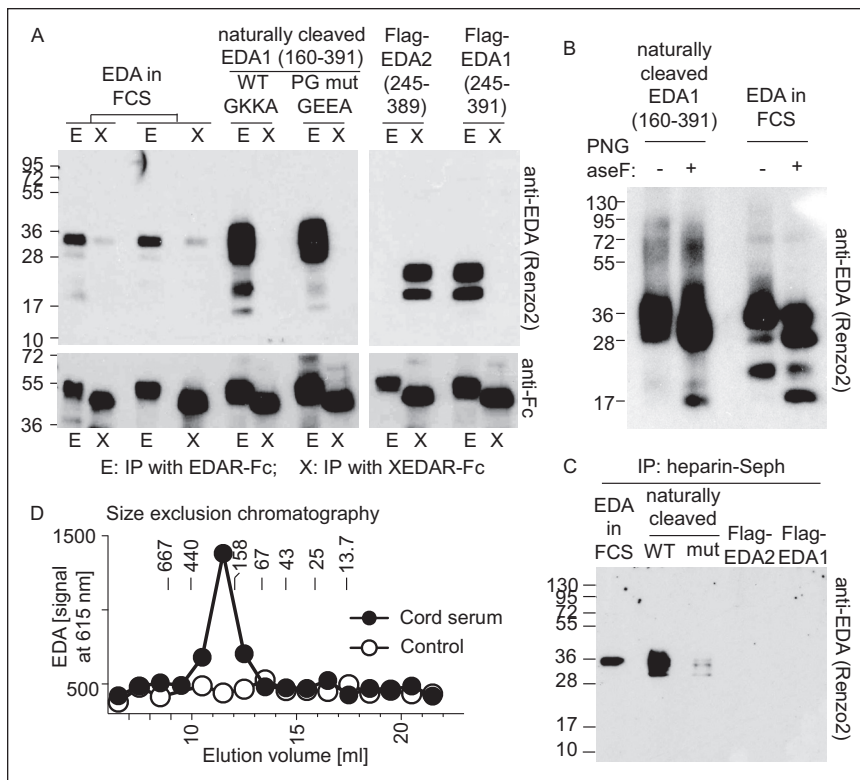 A
EDA in
FCS
naturally cleaved
EDA1 (160-391)
WT
GKKA
PG mut
GEEA
Flag-
EDA2
(245-
389)
Flag-
EDA1
(245-
391)
E X E X E X E X E X E X
95
72
55
36
28
17
10
anti-EDA (Renzo2)
72
55
36
anti-Fc
E X E X E X E X E X E X
E: IP with EDAR-Fc; X: IP with XEDAR-Fc
B
naturally
cleaved
EDA1
(160-391)
EDA in
FCS
PNG
aseF: - + - +
130
95
72
55
36
28
17
anti-EDA (Renzo2)
C
IP: heparin-Seph
EDA
in
FCS
naturally
cleaved
WT mut
Flag-
EDA2
Flag-
EDA1
130
95
72
55
36
28
17
10
anti-EDA (Renzo2)
D
Size exclusion chromatography
1500
500
EDA [signal
at 615 nm]
667
440
158
67
43
25
13.7
Cord serum
Control
10 15 20
Elution volume [ml]